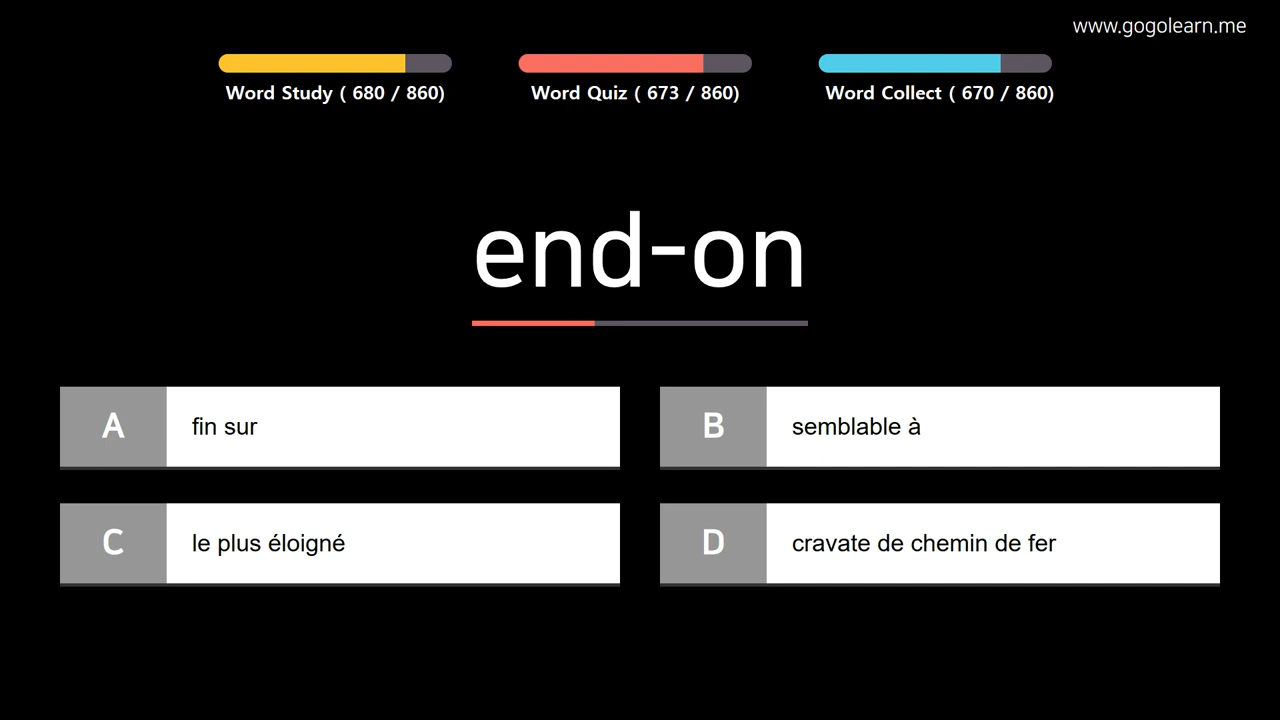 www.gogolearn.me
Word Study ( 680 / 860)
Word Quiz ( 673 / 860)
Word Collect ( 670 / 860)
end-on
A fin sur
B semblable à
C le plus éloigné
D cravate de chemin de fer